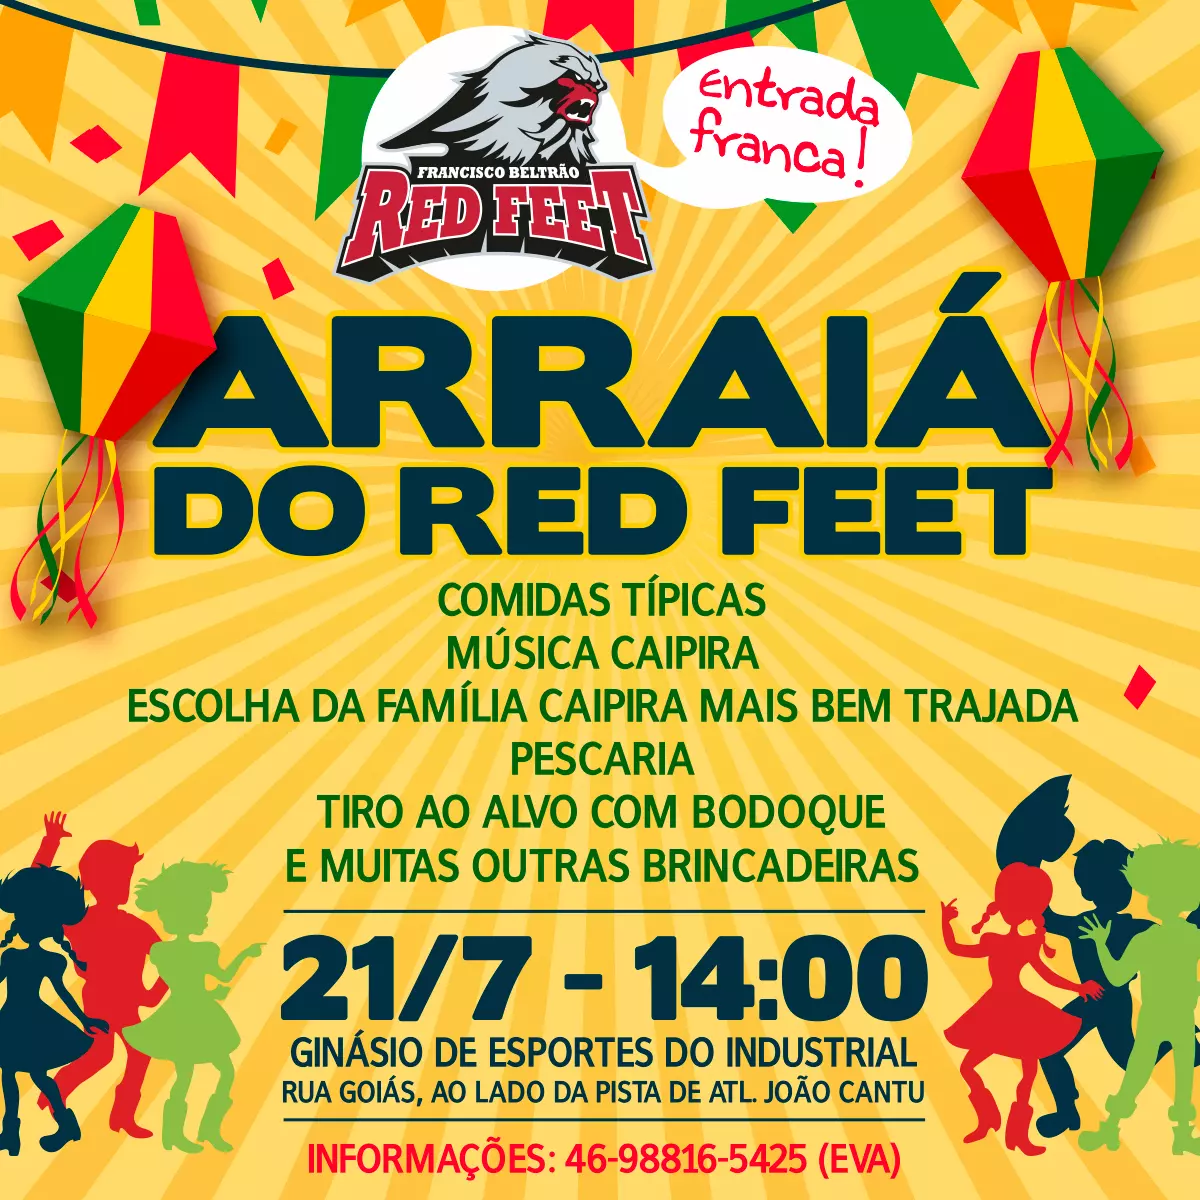 FRANCISCO BELTRÃO
RED FEET
Entrada
franca!
ARRAIÁ
DO RED FEET
COMIDAS TÍPICAS
MÚSICA CAIPIRA
ESCOLHA DA FAMÍLIA CAIPIRA MAIS BEM TRAJADA
PESCARIA
TIRO AO ALVO COM BODOQUE
E MUITAS OUTRAS BRINCADEIRAS
21/7 - 14:00
GINÁSIO DE ESPORTES DO INDUSTRIAL
RUA GOIÁS, AO LADO DA PISTA DE ATL. JOÃO CANTU
INFORMAÇÕES: 46-98816-5425 (EVA)